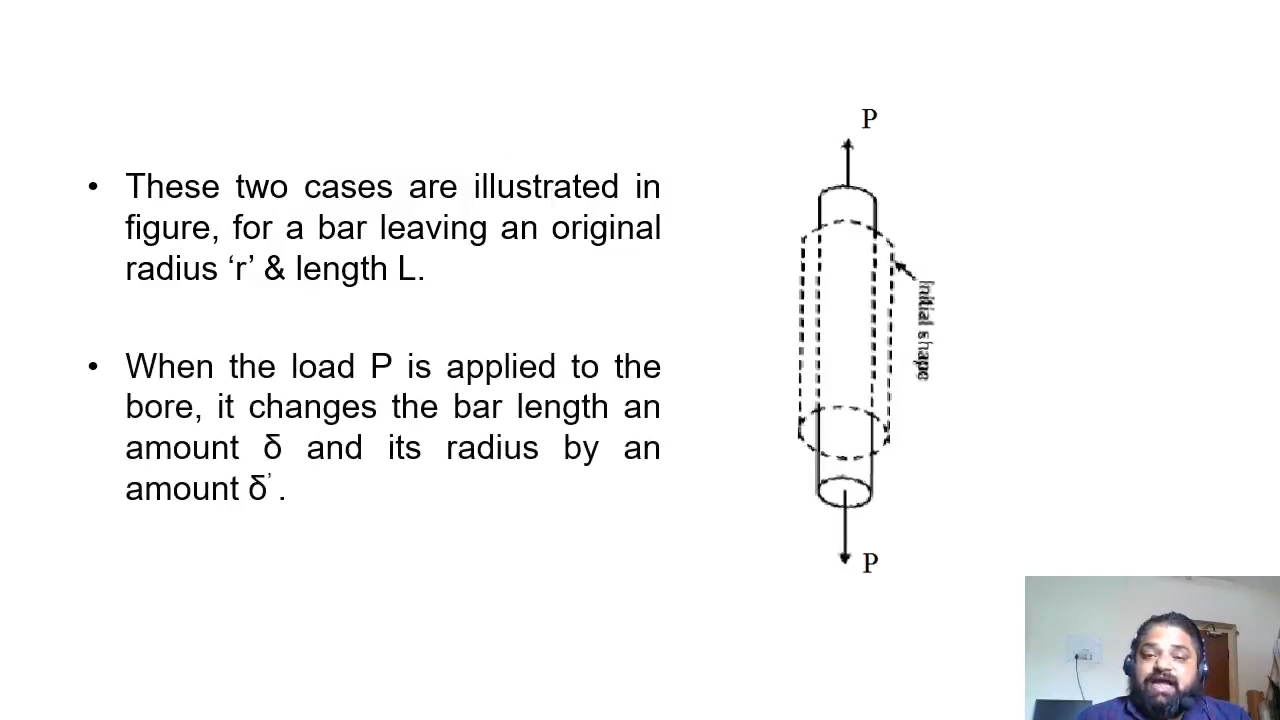 • These two cases are illustrated in
figure, for a bar leaving an original
radius ‘r’ & length L.
• When the load P is applied to the
bore, it changes the bar length an
amount δ and its radius by an
amount δ’ .
P
Initial shape
P